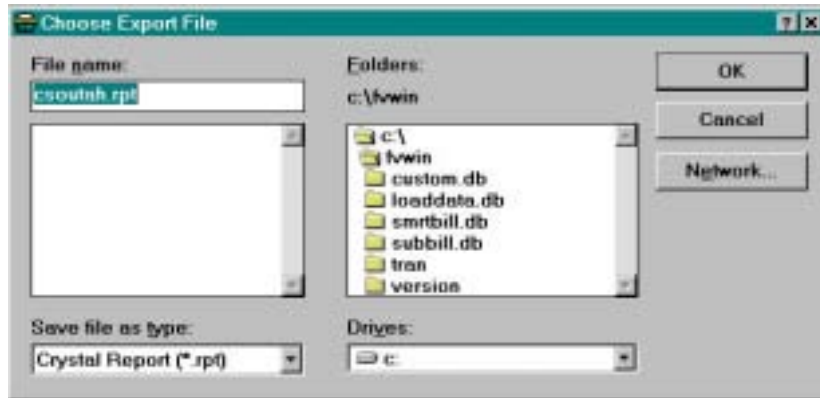 Choose Export File
File name:
csoutnh.rpt
Folders:
c:\fvwin
c:\
fvwin
custom.db
loaddata.db
smrtbill.db
subbill.db
tran
version
OK
Cancel
Network...
Save file as type:
Crystal Report (*.rpt)
Drives:
c: